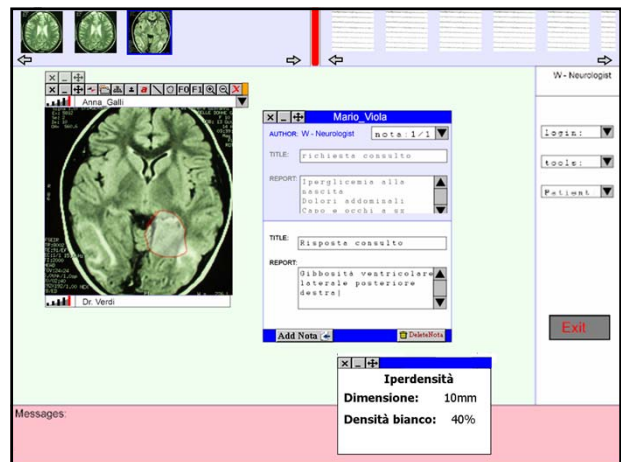 W - Neurologist
F0 F1
Anna_Galli
Mario_Viola
AUTHOR: W - Neurologist
nota:1/1
login:
TITLE: richiesta consulto
tools:
REPORT: Iperglicemia alla
nascita
Dolori addominali
Capo e occhi a sx
Patient
TITLE: Risposta consulto
REPORT:
Gibbosità ventricolare
laterale posteriore
destra
Dr. Verdi
Add Nota
DeleteNota
Exit
Iperdensità
Dimensione: 10mm
Densità bianco: 40%
Messages: